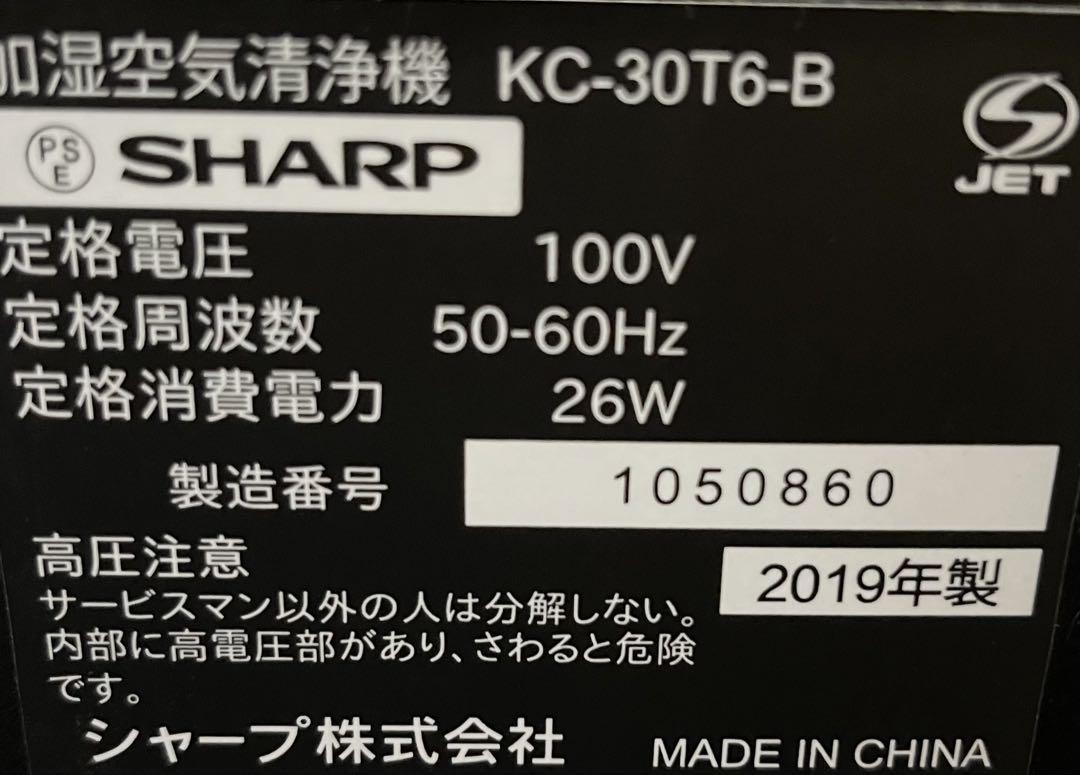 加湿空気清浄機 KC-30T6-B
PSE SHARP
JET
定格電圧 100V
定格周波数 50-60Hz
定格消費電力 26W
製造番号 1050860
高圧注意
2019年製
サービスマン以外の人は分解しない。
内部に高電圧部があり、さわると危険
です。
シャープ株式会社 MADE IN CHINA